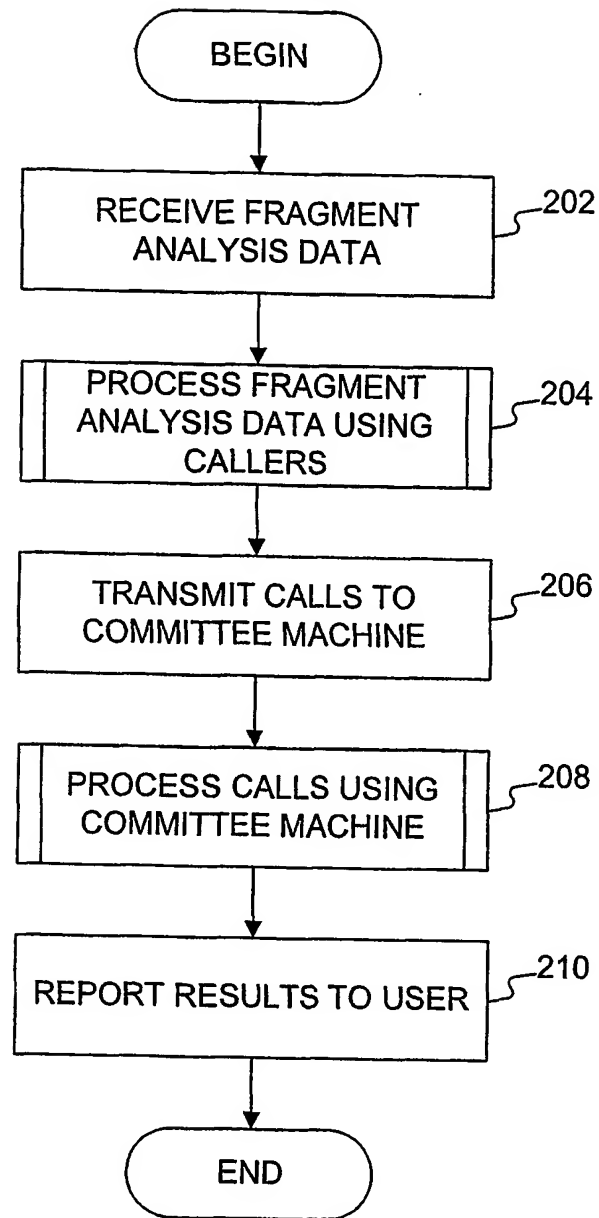 BEGIN
RECEIVE FRAGMENT
ANALYSIS DATA
202
PROCESS FRAGMENT
ANALYSIS DATA USING
CALLERS
204
TRANSMIT CALLS TO
COMMITTEE MACHINE
206
PROCESS CALLS USING
COMMITTEE MACHINE
208
REPORT RESULTS TO USER
210
END